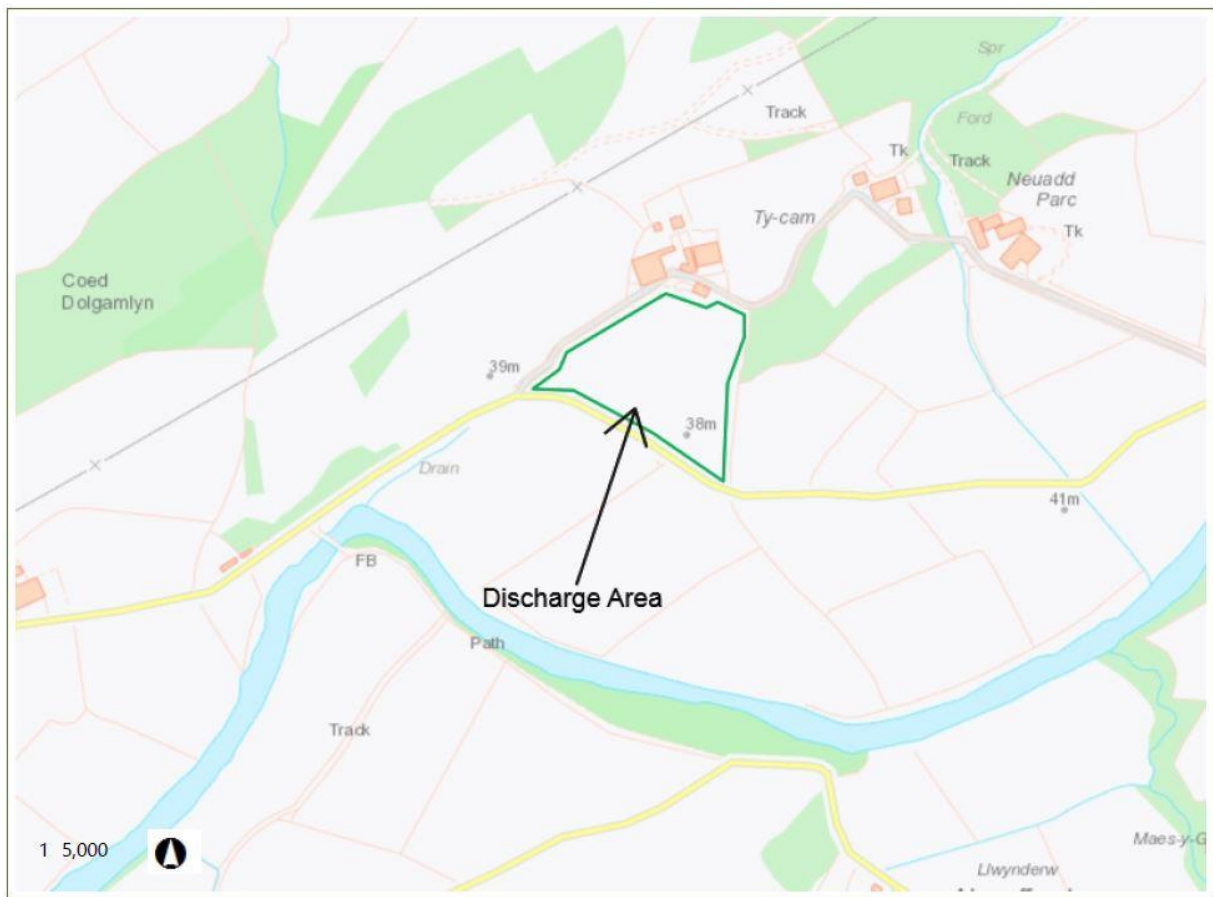 Spr
Track
Ford
Tk
Track
Neuadd
Parc
Ty-cam
Tk
Coed
Dolgamlyn
39m
38m
Drain
41m
FB
Discharge Area
Path
Track
1 5,000
Maes-y-G
Llwynderw